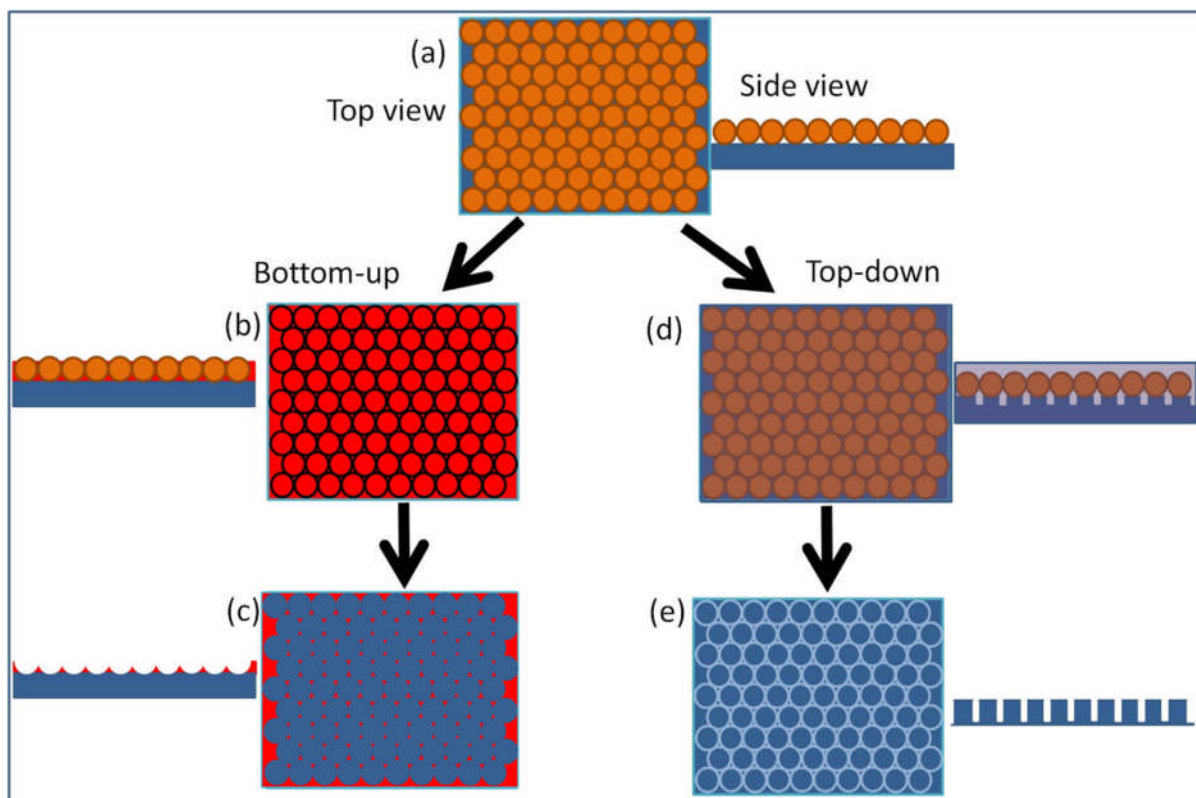 (a)
Side view
Top view
Bottom-up
Top-down
(b)
(d)
(c)
(e)